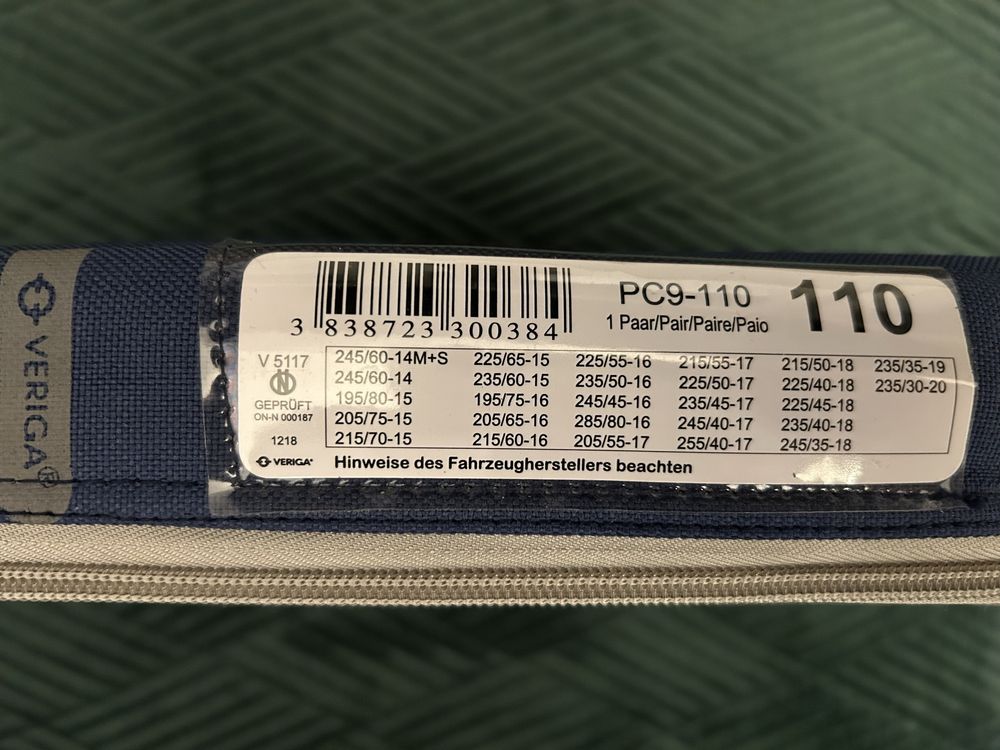 VERIGA®
3 838723 300384
PC9-110
110
1 Paar/Pair/Paire/Paio
V 5117
GEPRÜFT
ON-N 000187
1218
245/60-14M+S 225/65-15 225/55-16 215/55-17 215/50-18 235/35-19
245/60-14 235/60-15 235/50-16 225/50-17 225/40-18 235/30-20
195/80-15 195/75-16 245/45-16 235/45-17 225/45-18
205/75-15 205/65-16 285/80-16 245/40-17 235/40-18
215/70-15 215/60-16 205/55-17 255/40-17 245/35-18
VERIGA® Hinweise des Fahrzeugherstellers beachten